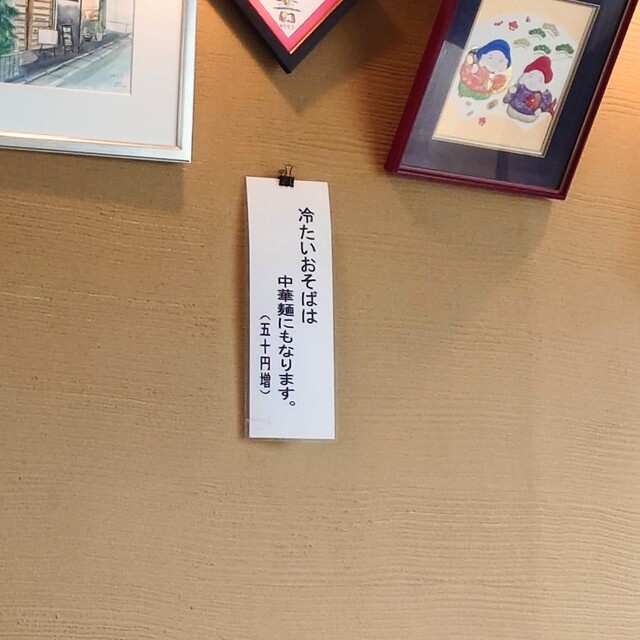 冷たいおそばは
中華麺にもなります。
（五十円増）